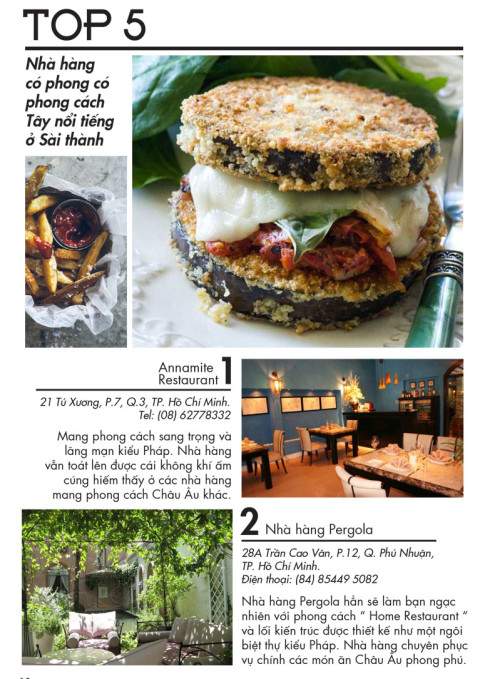 TOP 5
Nhà hàng
có phong có
phong cách
Tây nổi tiếng
ở Sài thành
Annamite
Restaurant 1
21 Tú Xương, P.7, Q.3, TP. Hồ Chí Minh.
Tel: (08) 62778332
Mang phong cách sang trọng và
lãng mạn kiểu Pháp. Nhà hàng
vẫn toát lên được cái không khí ấm
cúng hiếm thấy ở các nhà hàng
mang phong cách Châu Âu khác.
2 Nhà hàng Pergola
28A Trần Cao Vân, P.12, Q. Phú Nhuận,
TP. Hồ Chí Minh.
Điện thoại: (84) 85449 5082
Nhà hàng Pergola hẳn sẽ làm bạn ngạc
nhiên với phong cách “ Home Restaurant “
và lối kiến trúc được thiết kế như một ngôi
biệt thự kiểu Pháp. Nhà hàng chuyên phục
vụ chính các món ăn Châu Âu phong phú.